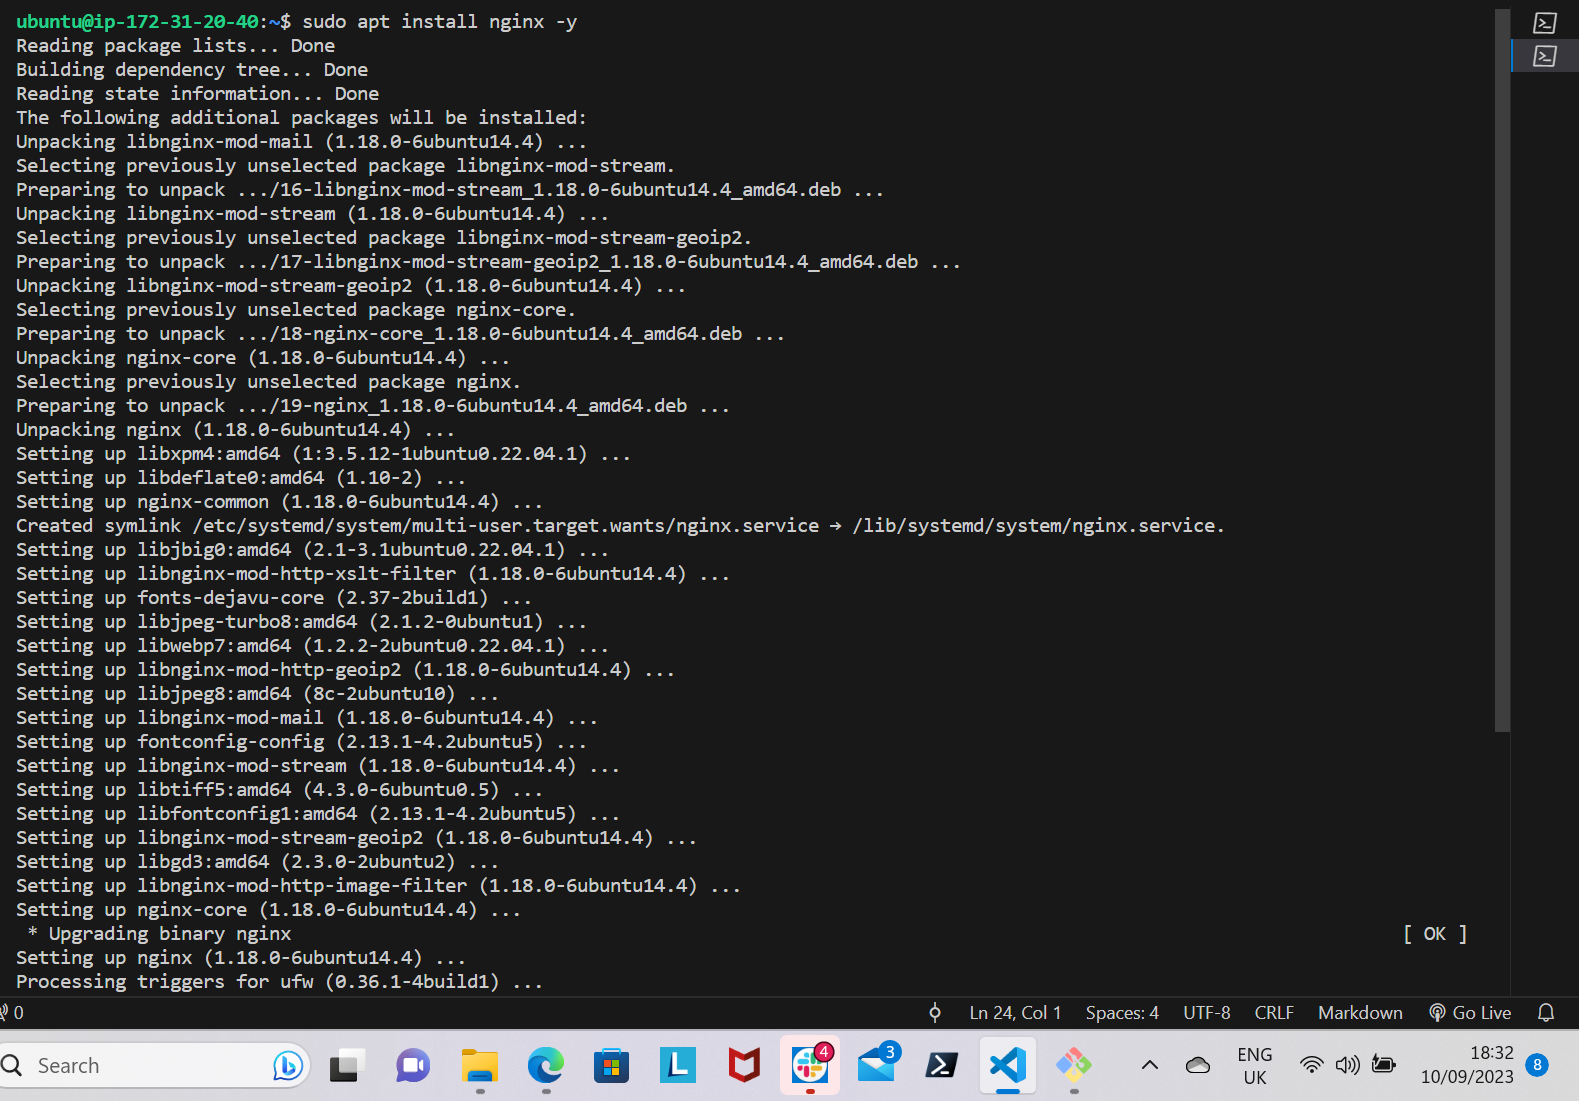 ubuntu@ip-172-31-20-40:~$ sudo apt install nginx -y
Reading package lists... Done
Building dependency tree... Done
Reading state information... Done
The following additional packages will be installed:
Unpacking libnginx-mod-mail (1.18.0-6ubuntu14.4) ...
Selecting previously unselected package libnginx-mod-stream.
Preparing to unpack .../16-libnginx-mod-stream_1.18.0-6ubuntu14.4_amd64.deb ...
Unpacking libnginx-mod-stream (1.18.0-6ubuntu14.4) ...
Selecting previously unselected package libnginx-mod-stream-geoip2.
Preparing to unpack .../17-libnginx-mod-stream-geoip2_1.18.0-6ubuntu14.4_amd64.deb ...
Unpacking libnginx-mod-stream-geoip2 (1.18.0-6ubuntu14.4) ...
Selecting previously unselected package nginx-core.
Preparing to unpack .../18-nginx-core_1.18.0-6ubuntu14.4_amd64.deb ...
Unpacking nginx-core (1.18.0-6ubuntu14.4) ...
Selecting previously unselected package nginx.
Preparing to unpack .../19-nginx_1.18.0-6ubuntu14.4_amd64.deb ...
Unpacking nginx (1.18.0-6ubuntu14.4) ...
Setting up libxpm4:amd64 (1:3.5.12-1ubuntu0.22.04.1) ...
Setting up libdeflate0:amd64 (1.10-2) ...
Setting up nginx-common (1.18.0-6ubuntu14.4) ...
Created symlink /etc/systemd/system/multi-user.target.wants/nginx.service → /lib/systemd/system/nginx.service.
Setting up libjbig0:amd64 (2.1-3.1ubuntu0.22.04.1) ...
Setting up libnginx-mod-http-xslt-filter (1.18.0-6ubuntu14.4) ...
Setting up fonts-dejavu-core (2.37-2build1) ...
Setting up libjpeg-turbo8:amd64 (2.1.2-0ubuntu1) ...
Setting up libwebp7:amd64 (1.2.2-2ubuntu0.22.04.1) ...
Setting up libnginx-mod-http-geoip2 (1.18.0-6ubuntu14.4) ...
Setting up libjpeg8:amd64 (8c-2ubuntu10) ...
Setting up libnginx-mod-mail (1.18.0-6ubuntu14.4) ...
Setting up fontconfig-config (2.13.1-4.2ubuntu5) ...
Setting up libnginx-mod-stream (1.18.0-6ubuntu14.4) ...
Setting up libtiff5:amd64 (4.3.0-6ubuntu0.5) ...
Setting up libfontconfig1:amd64 (2.13.1-4.2ubuntu5) ...
Setting up libnginx-mod-stream-geoip2 (1.18.0-6ubuntu14.4) ...
Setting up libgd3:amd64 (2.3.0-2ubuntu2) ...
Setting up libnginx-mod-http-image-filter (1.18.0-6ubuntu14.4) ...
Setting up nginx-core (1.18.0-6ubuntu14.4) ...
* Upgrading binary nginx [ OK ]
Setting up nginx (1.18.0-6ubuntu14.4) ...
Processing triggers for ufw (0.36.1-4build1) ...
0 Ln 24, Col 1 Spaces: 4 UTF-8 CRLF Markdown Go Live
Search L 4 3 ENG 18:32
UK 10/09/2023 8